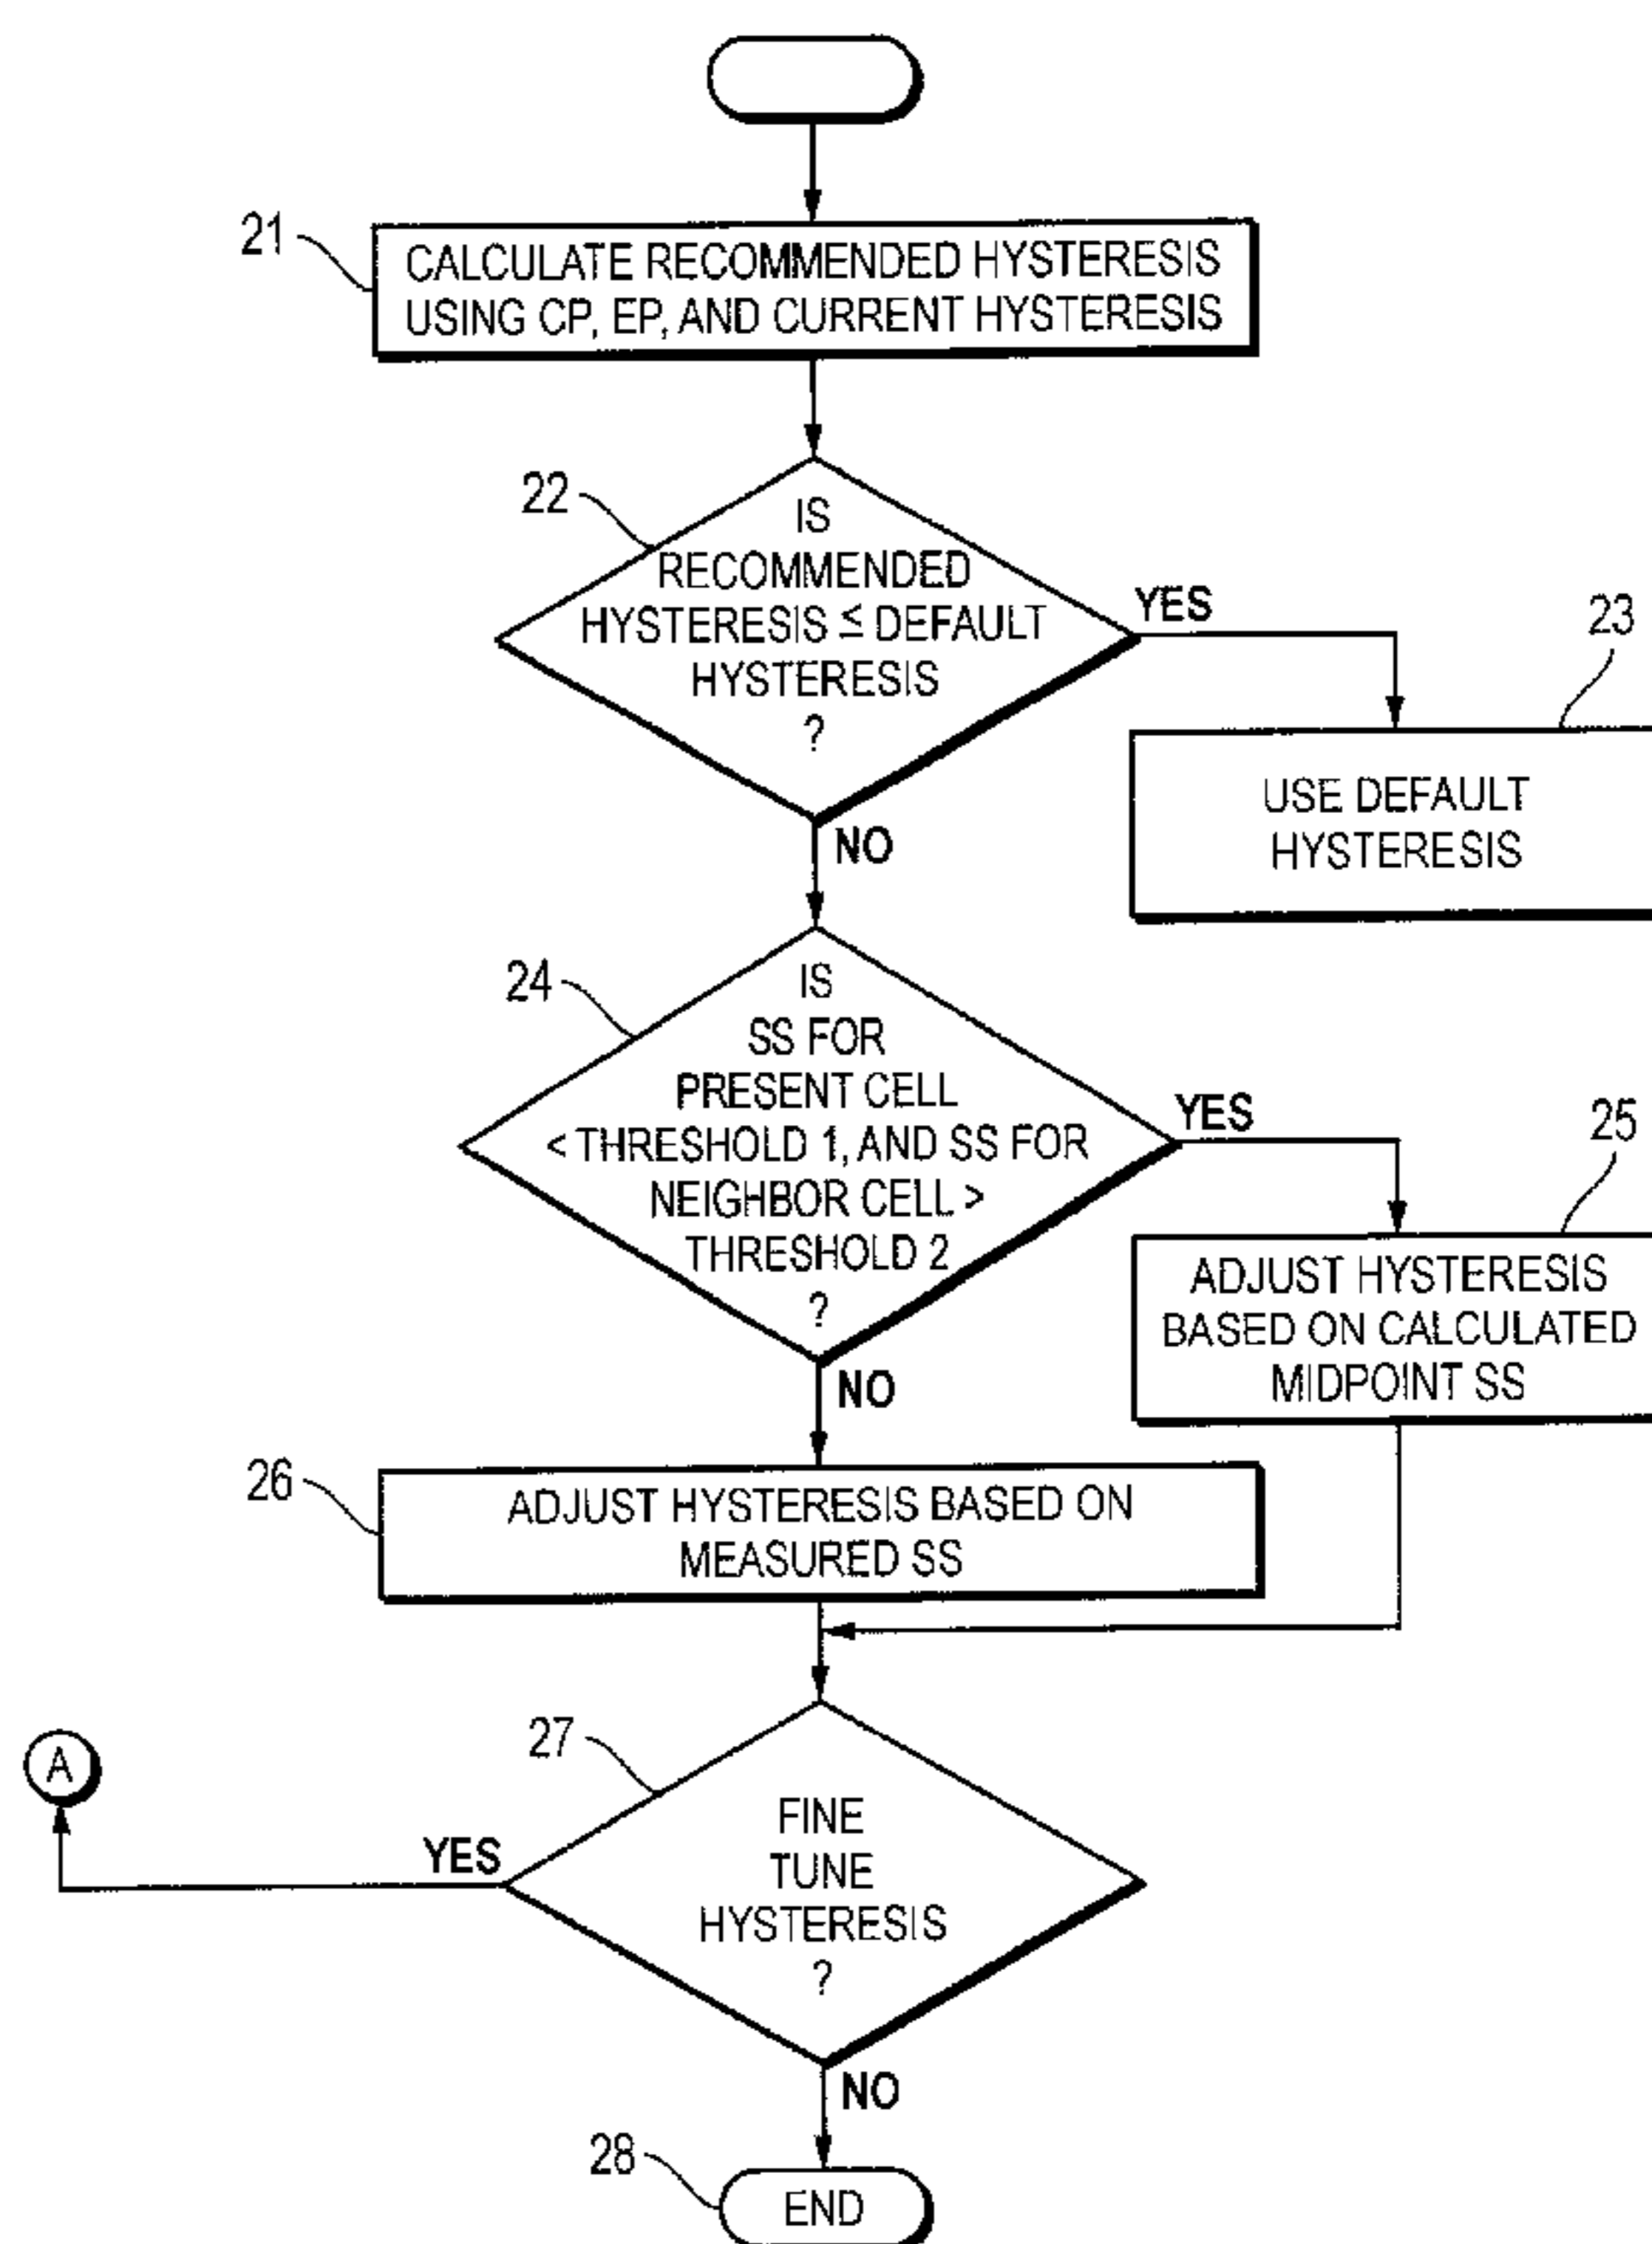 21
CALCULATE RECOMMENDED HYSTERESIS
USING CP, EP, AND CURRENT HYSTERESIS
22
IS
RECOMMENDED
HYSTERESIS ≤ DEFAULT
HYSTERESIS
?
YES
NO
23
USE DEFAULT
HYSTERESIS
24
IS
SS FOR
PRESENT CELL
< THRESHOLD 1, AND SS FOR
NEIGHBOR CELL >
THRESHOLD 2
?
YES
NO
25
ADJUST HYSTERESIS
BASED ON CALCULATED
MIDPOINT SS
26
ADJUST HYSTERESIS BASED ON
MEASURED SS
27
FINE
TUNE
HYSTERESIS
?
YES
A
NO
28
END